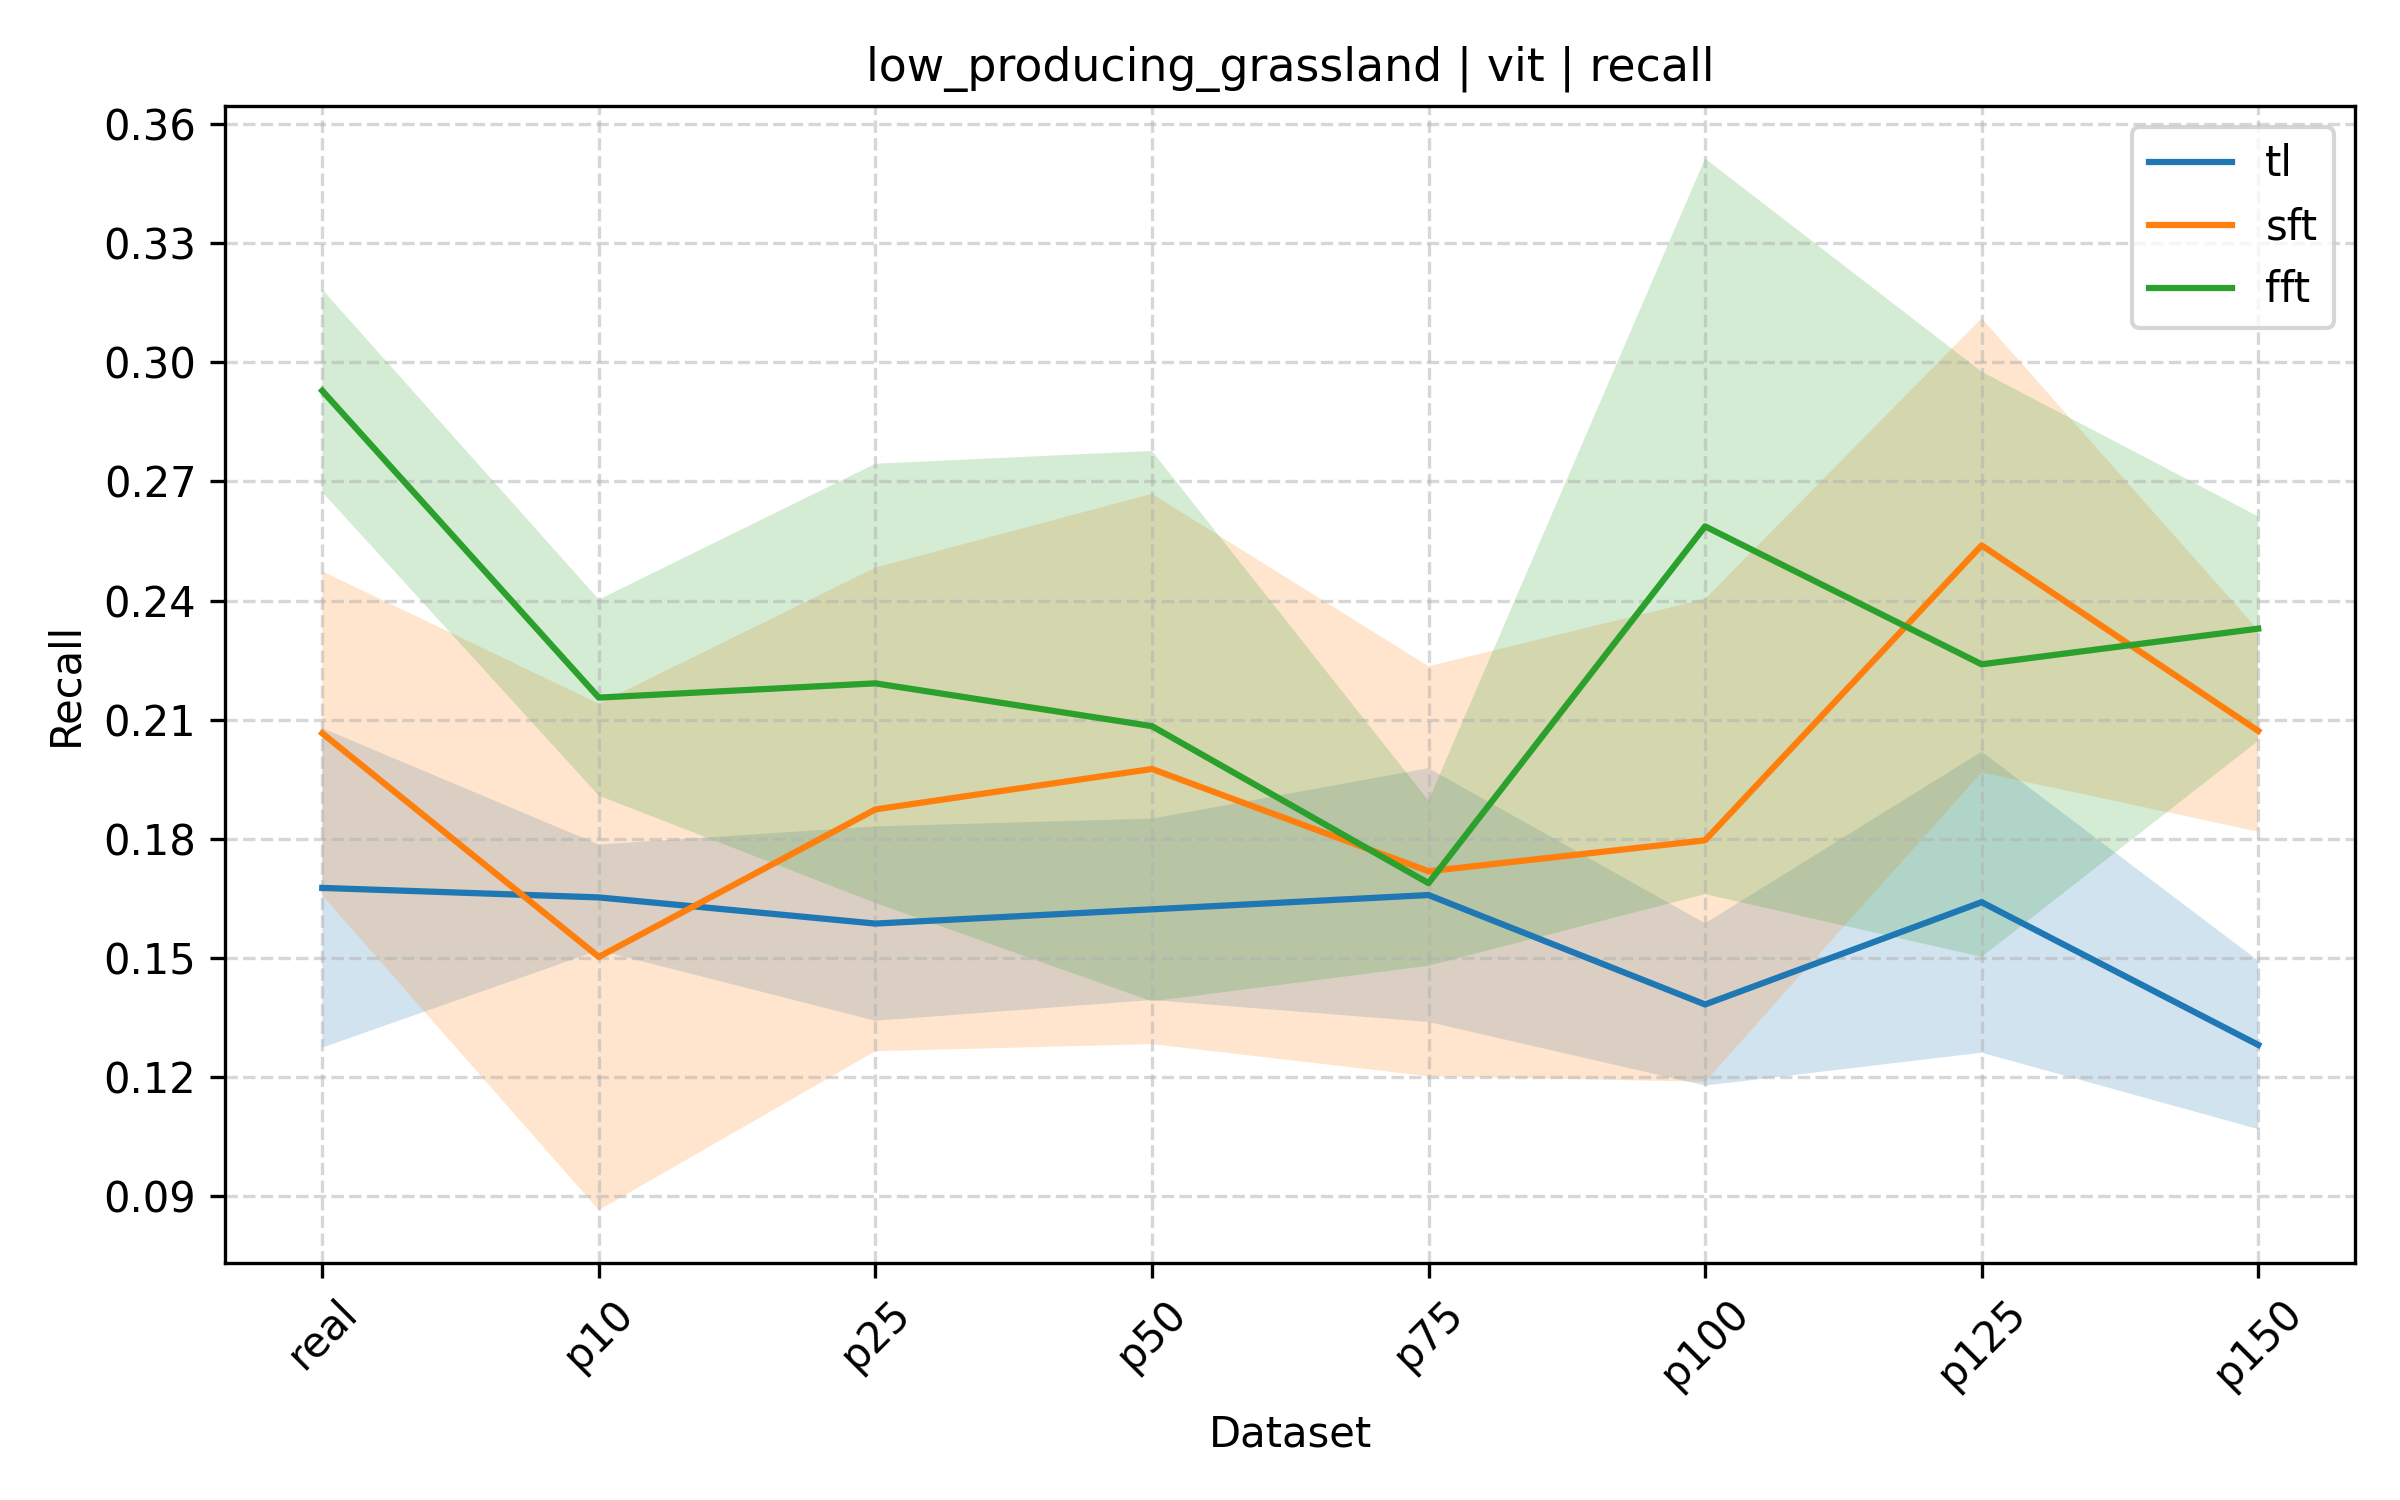 low_producing_grassland | vit | recall
0.36
0.33
0.30
0.27
0.24
0.21
0.18
0.15
0.12
0.09
Recall
tl
sft
fft
real
p10
p25
p50
p75
p100
p125
p150
Dataset